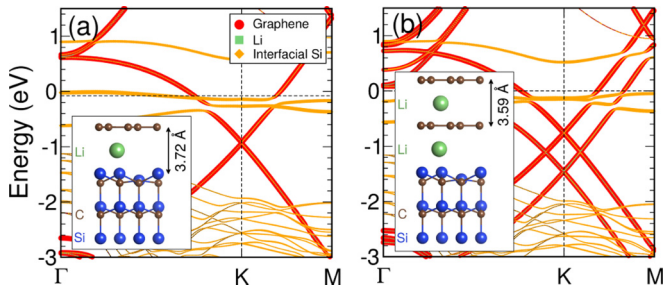 (a)
Graphene
Li
Interfacial Si
Energy (eV)
1
0
-1
-2
-3
Li
C
Si
3.72 Å
Γ
K
M
(b)
1
0
-1
-2
-3
Li
Li
C
Si
3.59 Å
Γ
K
M